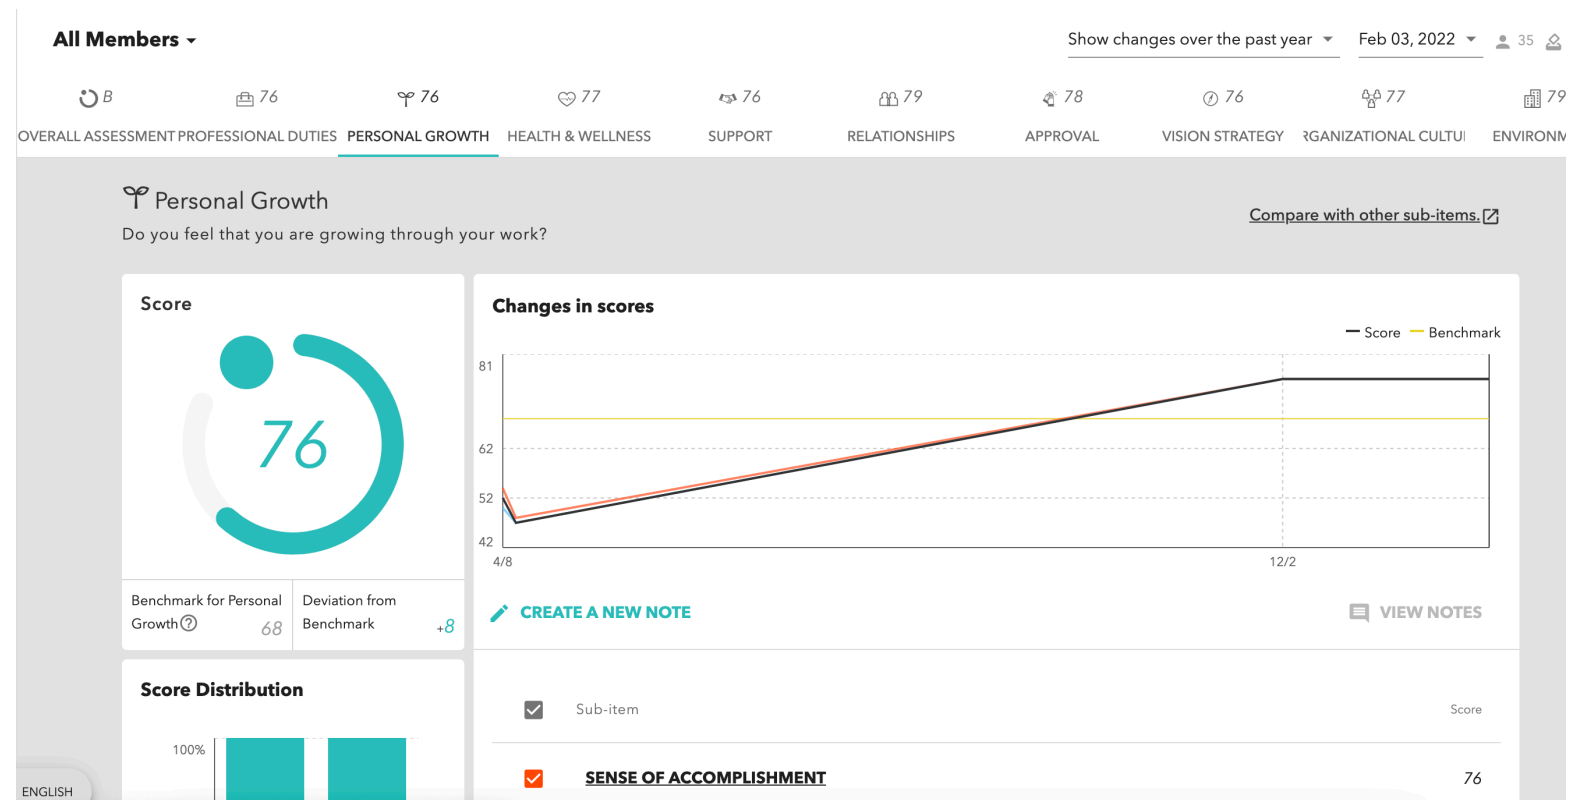 All Members
Show changes over the past year
Feb 03, 2022
35
B
76
76
77
76
79
78
76
77
79
OVERALL ASSESSMENT
PROFESSIONAL DUTIES
PERSONAL GROWTH
HEALTH & WELLNESS
SUPPORT
RELATIONSHIPS
APPROVAL
VISION STRATEGY
RGANIZATIONAL CULTUI
ENVIRONM
Personal Growth
Do you feel that you are growing through your work?
Compare with other sub-items.
Score
76
Benchmark for Personal
Growth
68
Deviation from
Benchmark
+8
Changes in scores
Score
Benchmark
81
62
52
42
4/8
12/2
CREATE A NEW NOTE
VIEW NOTES
Score Distribution
100%
Sub-item
Score
SENSE OF ACCOMPLISHMENT
76
ENGLISH